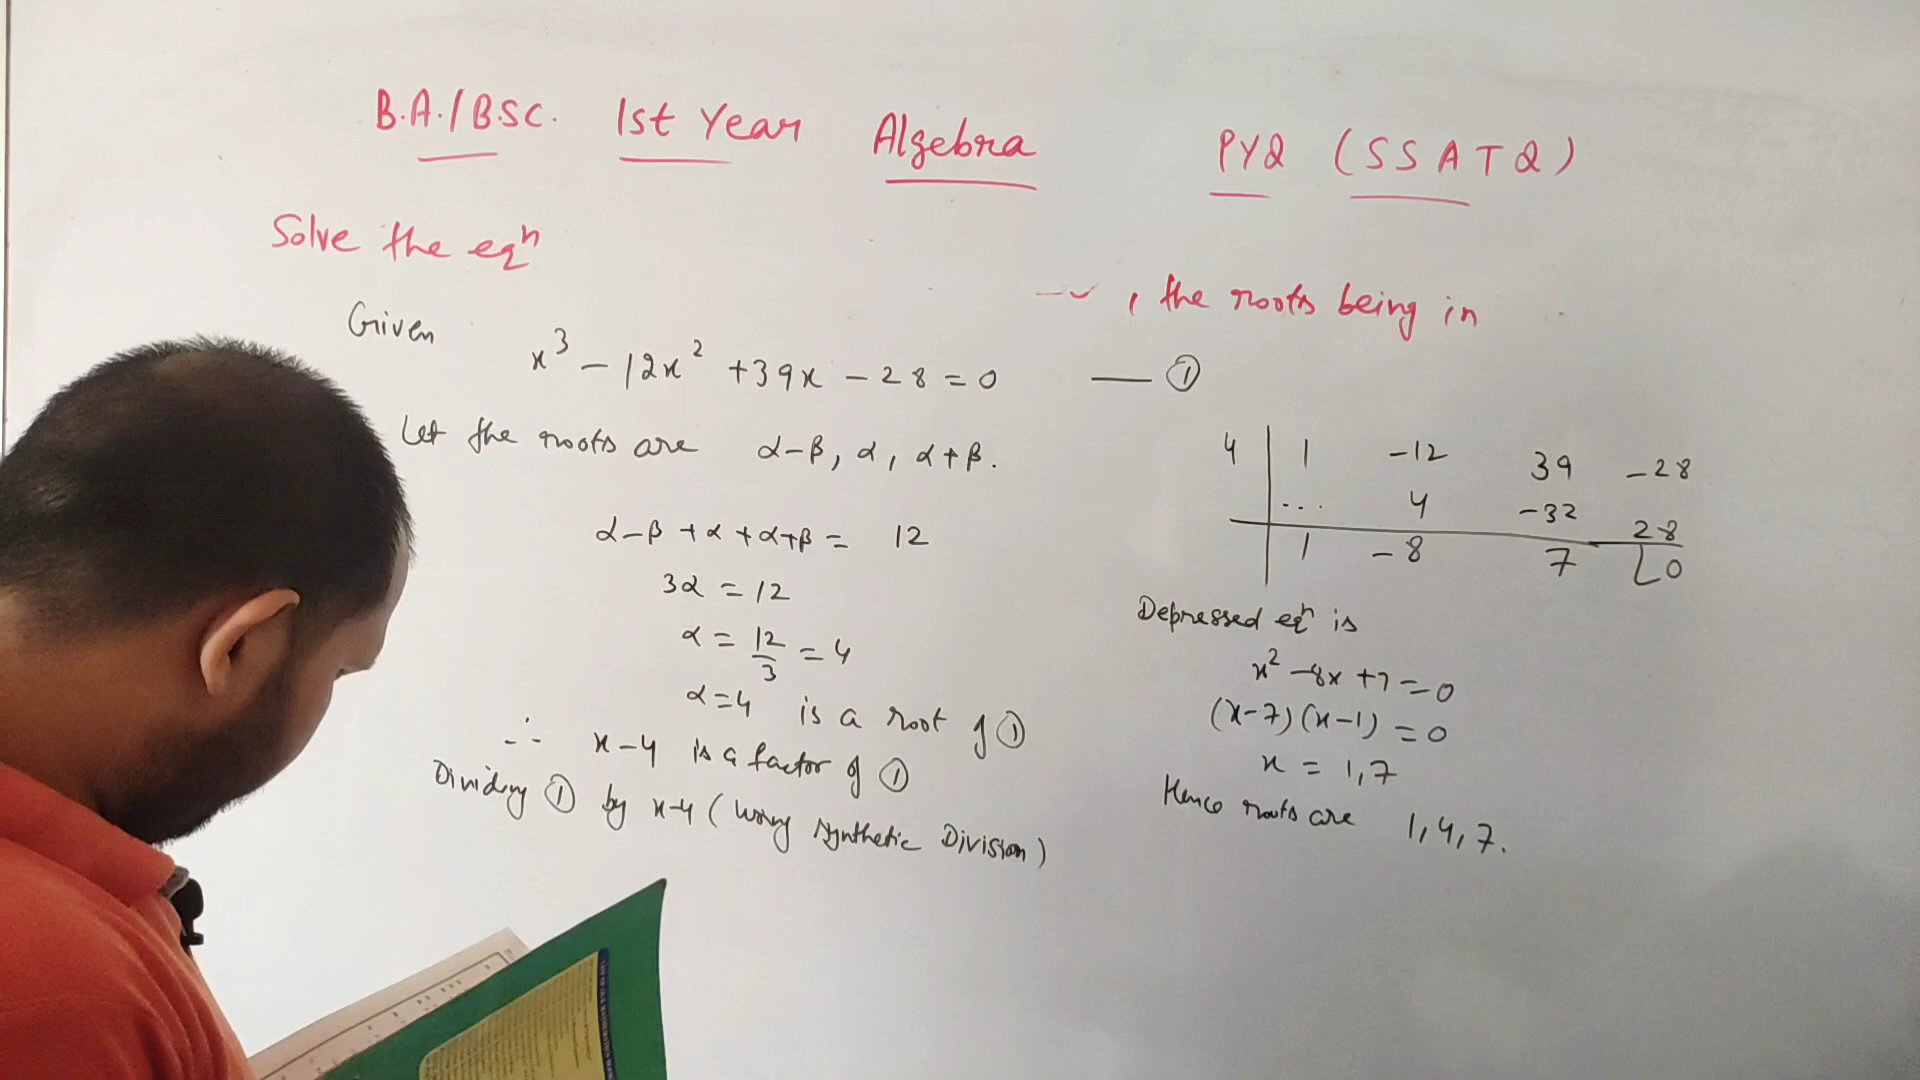 B.A./B.SC. 1st Year Algebra PYQ (SSATQ)
Solve the eqⁿ
, the roots being in
Given
x³ - 12x² + 39x - 28 = 0 — ①
Let the roots are α-β, α, α+β.
α-β + α + α+β = 12
3α = 12
α = 12/3 = 4
α=4 is a root of ①
∴ x-4 is a factor of ①
Dividing ① by x-4 (using synthetic Division)
4 | 1 -12 39 -28
... 4 -32 28
1 -8 7 0
Depressed eqⁿ is
x² - 8x + 7 = 0
(x-7)(x-1) = 0
x = 1,7
Hence roots are 1,4,7.